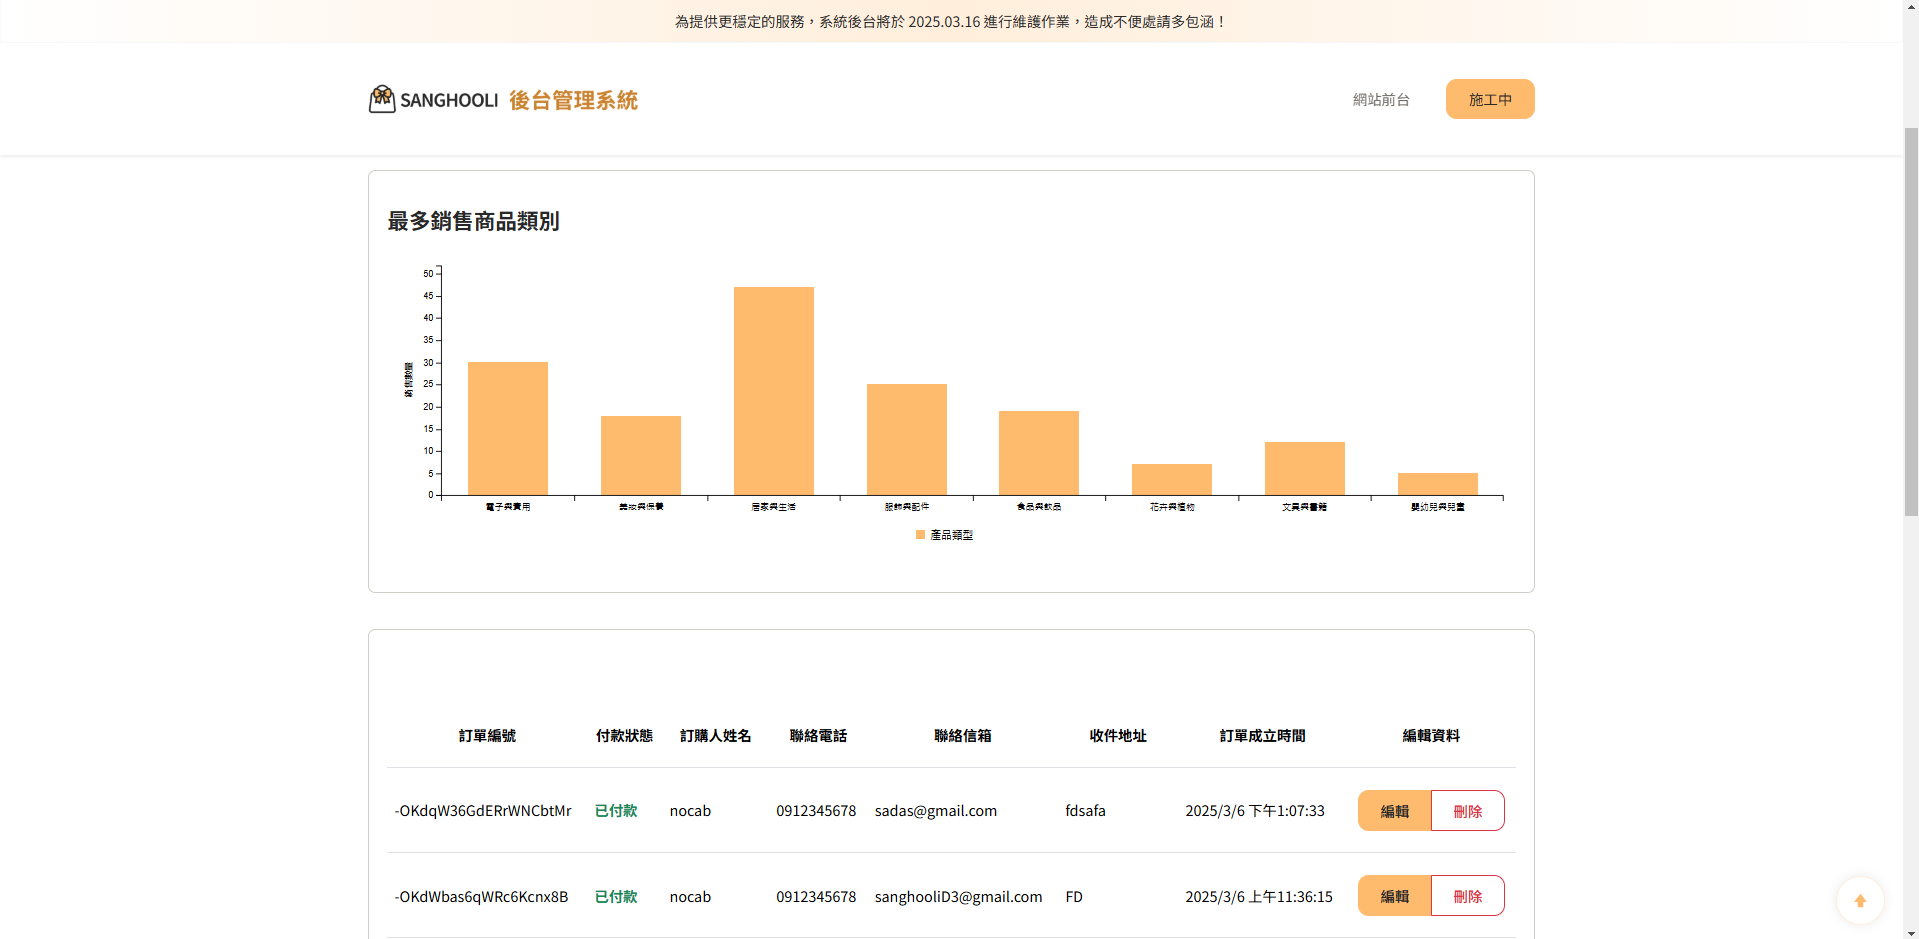 為提供更穩定的服務，系統後台將於 2025.03.16 進行維護作業，造成不便處請多包涵！
SANGHOOLI 後台管理系統
網站前台
施工中
最多銷售商品類別
50
45
40
35
30
25
20
15
10
5
0
銷售數量
電子與費用 美妝與保養 居家與生活 服飾與配件 食品與飲品 花卉與植物 文具與書籍 嬰幼兒與兒童
產品類型
訂單編號 付款狀態 訂購人姓名 聯絡電話 聯絡信箱 收件地址 訂單成立時間 編輯資料
-OKdqW36GdERrWNCbtMr 已付款 nocab 0912345678 sadas@gmail.com fdsafa 2025/3/6 下午1:07:33 編輯 刪除
-OKdWbas6qWRc6Kcnx8B 已付款 nocab 0912345678 sanghooliD3@gmail.com FD 2025/3/6 上午11:36:15 編輯 刪除